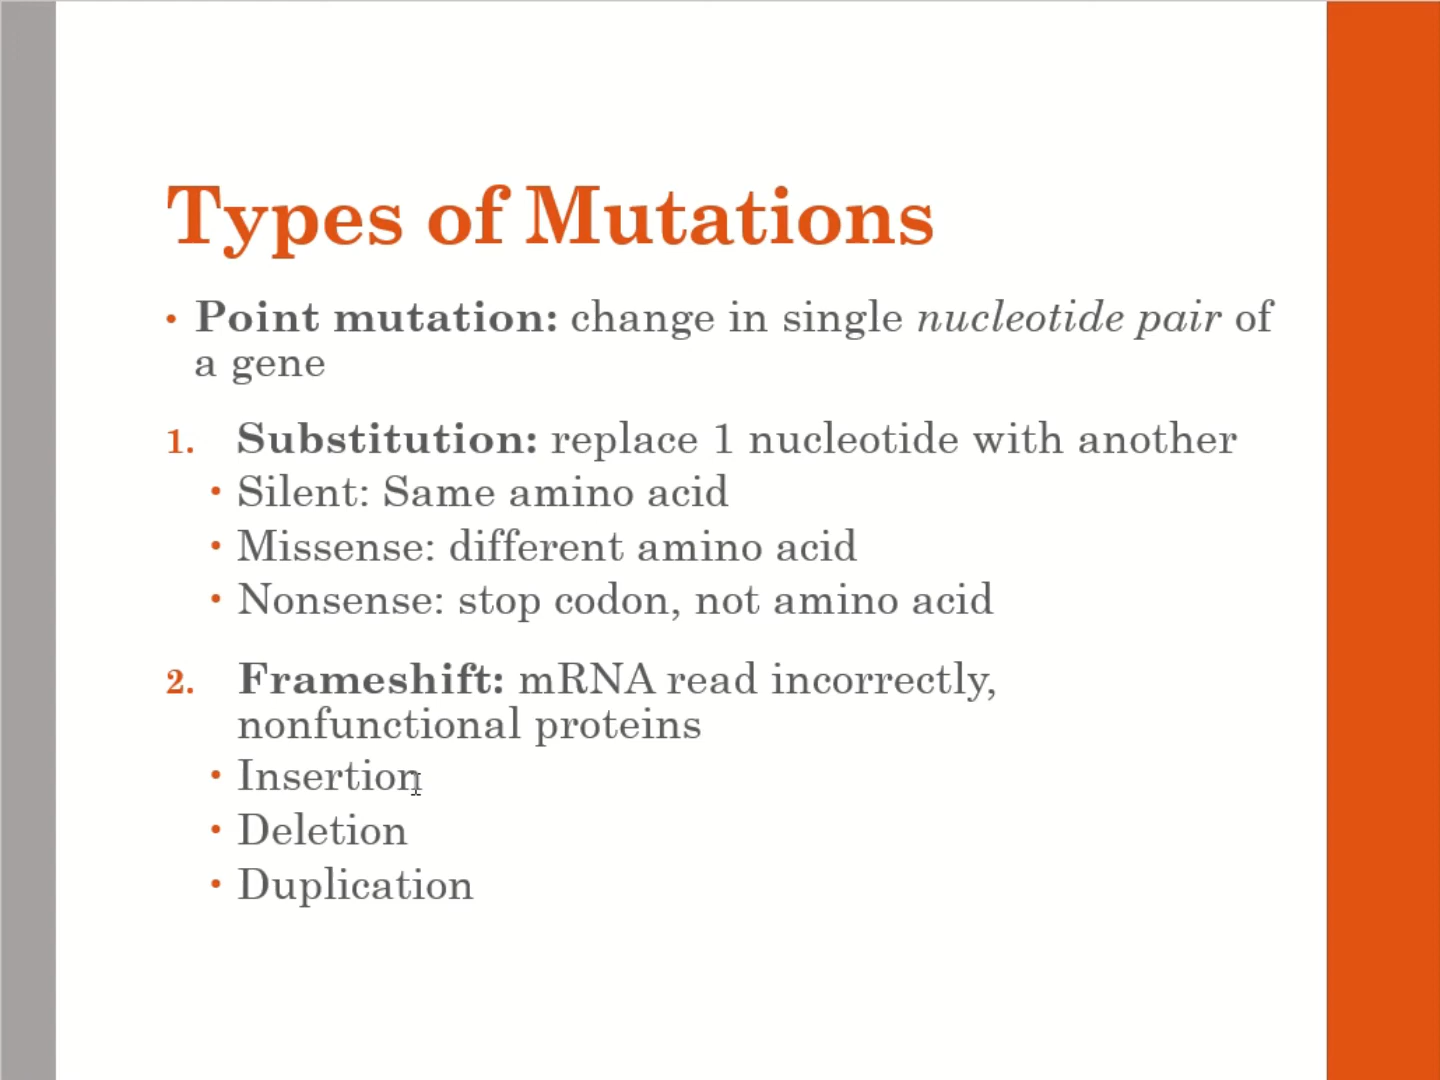 Types of Mutations
• Point mutation: change in single nucleotide pair of
a gene
1. Substitution: replace 1 nucleotide with another
• Silent: Same amino acid
• Missense: different amino acid
• Nonsense: stop codon, not amino acid
2. Frameshift: mRNA read incorrectly,
nonfunctional proteins
• Insertion
• Deletion
• Duplication